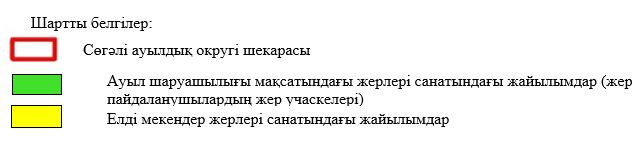 Шартты белгілер:
Сөгәлі ауылдық округі шекарасы
Ауыл шаруашылығы мақсатындағы жерлері санатындағы жайылымдар (жер
пайдаланушылардың жер учаскелері)
Елді мекендер жерлері санатындағы жайылымдар